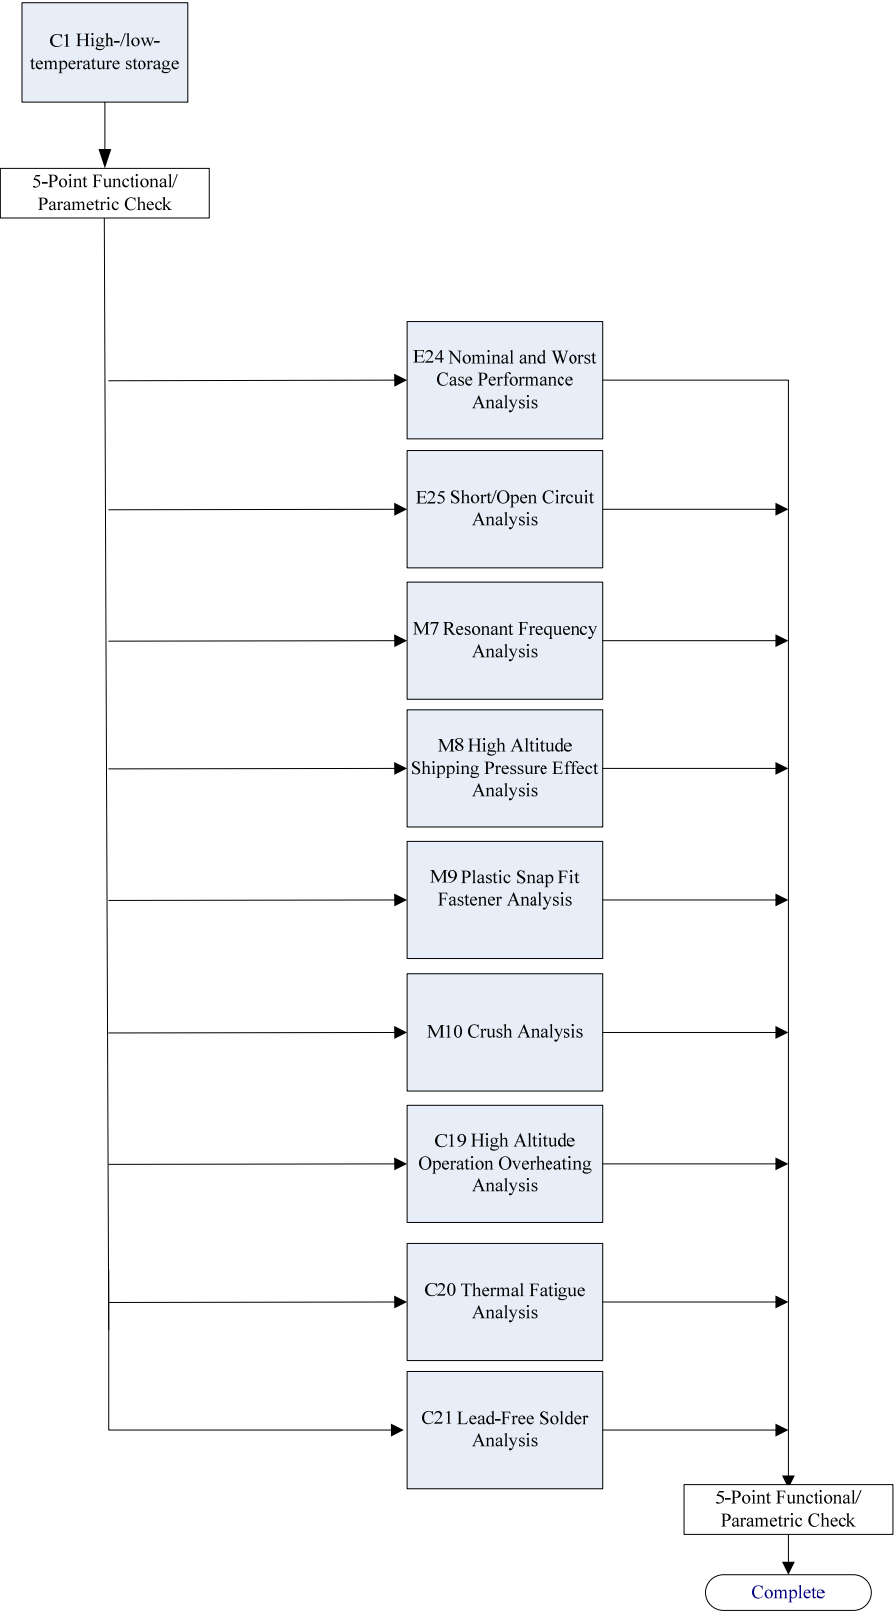 C1 High-/low-
temperature storage
5-Point Functional/
Parametric Check
E24 Nominal and Worst
Case Performance
Analysis
E25 Short/Open Circuit
Analysis
M7 Resonant Frequency
Analysis
M8 High Altitude
Shipping Pressure Effect
Analysis
M9 Plastic Snap Fit
Fastener Analysis
M10 Crush Analysis
C19 High Altitude
Operation Overheating
Analysis
C20 Thermal Fatigue
Analysis
C21 Lead-Free Solder
Analysis
5-Point Functional/
Parametric Check
Complete